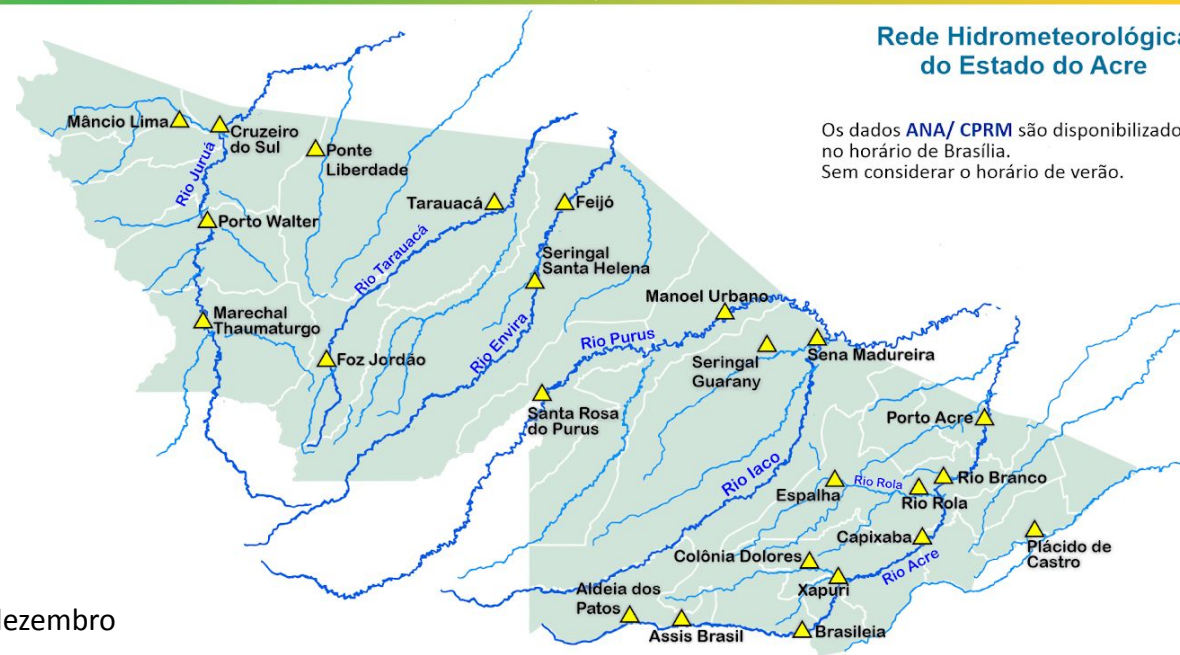 Rede Hidrometeorológica
do Estado do Acre
Os dados ANA/ CPRM são disponibilizado
no horário de Brasília.
Sem considerar o horário de verão.
Mâncio Lima
Cruzeiro
do Sul
Ponte
Liberdade
Rio Juruá
Porto Walter
Tarauacá
Feijó
Rio Tarauacá
Seringal
Santa Helena
Marechal
Thaumaturgo
Foz Jordão
Rio Envira
Manoel Urbano
Rio Purus
Seringal
Guarany
Sena Madureira
Santa Rosa
do Purus
Porto Acre
Rio Iaco
Espalha
Rio Rola
Rio Rola
Rio Branco
Capixaba
Plácido de
Castro
Colônia Dolores
Rio Acre
Xapuri
Aldeia dos
Patos
Assis Brasil
Brasileia
dezembro